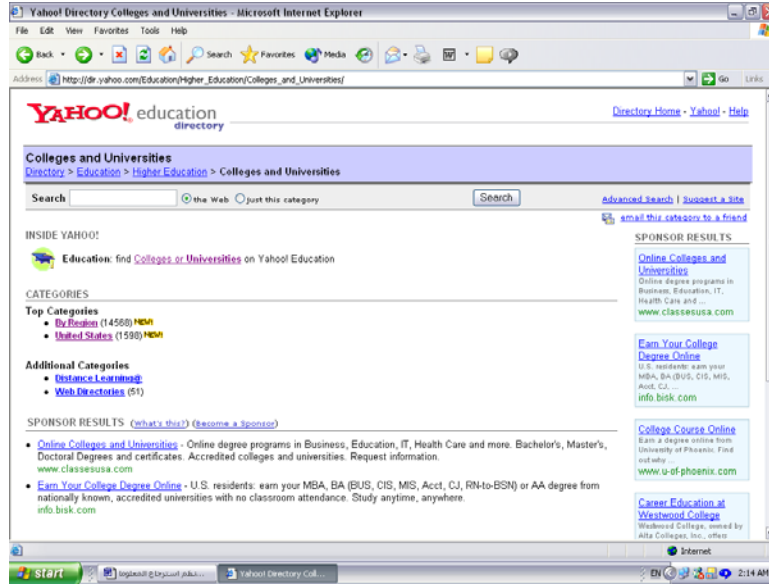 Yahoo! Directory Colleges and Universities - Microsoft Internet Explorer
File Edit View Favorites Tools Help
Back Search Favorites Media
Address http://dir.yahoo.com/Education/Higher_Education/Colleges_and_Universities/ Go Links
YAHOO! education
directory
Directory Home - Yahoo! - Help
Colleges and Universities
Directory > Education > Higher Education > Colleges and Universities
Search the Web just this category Search Advanced Search | Suggest a Site
email this category to a friend
INSIDE YAHOO!
Education: find Colleges or Universities on Yahoo! Education
CATEGORIES
Top Categories
By Region (14568) NEW!
United States (1598) NEW!
Additional Categories
Distance Learning@
Web Directories (51)
SPONSOR RESULTS (What's this?) (Become a Sponsor)
Online Colleges and Universities - Online degree programs in Business, Education, IT, Health Care and more. Bachelor's, Master's,
Doctoral Degrees and certificates. Accredited colleges and universities. Request information.
www.classesusa.com
Earn Your College Degree Online - U.S. residents: earn your MBA, BA (BUS, CIS, MIS, Acct, CJ, RN-to-BSN) or AA degree from
nationally known, accredited universities with no classroom attendance. Study anytime, anywhere.
info.bisk.com
SPONSOR RESULTS
Online Colleges and
Universities
Online degree programs in
Business, Education, IT,
Health Care and ...
www.classesusa.com
Earn Your College
Degree Online
U.S. residents: earn your
MBA, BA (BUS, CIS, MIS,
Acct, CJ, ...
info.bisk.com
College Course Online
Earn a degree online from
University of Phoenix. Find
out why ...
www.u-of-phoenix.com
Career Education at
Westwood College
Westwood College, owned by
Alta Colleges, Inc., offers
Internet
start
نظم استرجاع المعلوما...
Yahoo! Directory Coll...
EN 2:14 AM